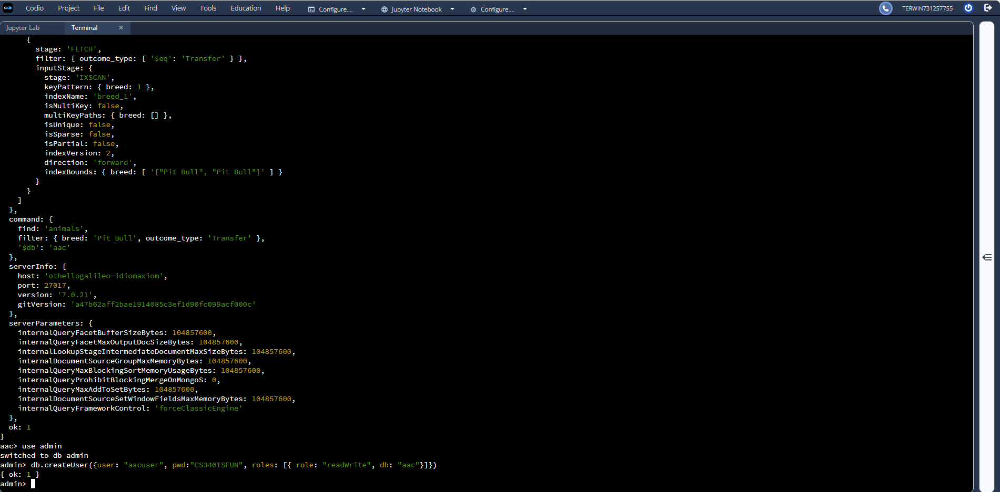 Codio Project File Edit Find View Tools Education Help Configure.... Jupyter Notebook Configure.... TERWIN731257755
Jupyter Lab Terminal ×
{
stage: 'FETCH',
filter: { outcome_type: { '$eq': 'Transfer' } },
inputStage: {
stage: 'IXSCAN',
keyPattern: { breed: 1 },
indexName: 'breed_1',
isMultiKey: false,
multiKeyPaths: { breed: [] },
isUnique: false,
isSparse: false,
isPartial: false,
indexVersion: 2,
direction: 'forward',
indexBounds: { breed: [ '["Pit Bull", "Pit Bull"]' ] }
}
}
]
},
command: {
find: 'animals',
filter: { breed: 'Pit Bull', outcome_type: 'Transfer' },
'$db': 'aac'
},
serverInfo: {
host: 'othellogalileo-idiomaxiom',
port: 27017,
version: '7.0.21',
gitVersion: 'a47b62aff2bae1914085c3ef1d90fc099acf000c'
},
serverParameters: {
internalQueryFacetBufferSizeBytes: 104857600,
internalQueryFacetMaxOutputDocSizeBytes: 104857600,
internalLookupStageIntermediateDocumentMaxSizeBytes: 104857600,
internalDocumentSourceGroupMaxMemoryBytes: 104857600,
internalQueryMaxBlockingSortMemoryUsageBytes: 104857600,
internalQueryProhibitBlockingMergeOnMongoS: 0,
internalQueryMaxAddToSetBytes: 104857600,
internalDocumentSourceSetWindowFieldsMaxMemoryBytes: 104857600,
internalQueryFrameworkControl: 'forceClassicEngine'
},
ok: 1
}
aac> use admin
switched to db admin
admin> db.createUser({user: "aacuser", pwd:"CS340ISFUN", roles: [{ role: "readWrite", db: "aac"}]})
{ ok: 1 }
admin>